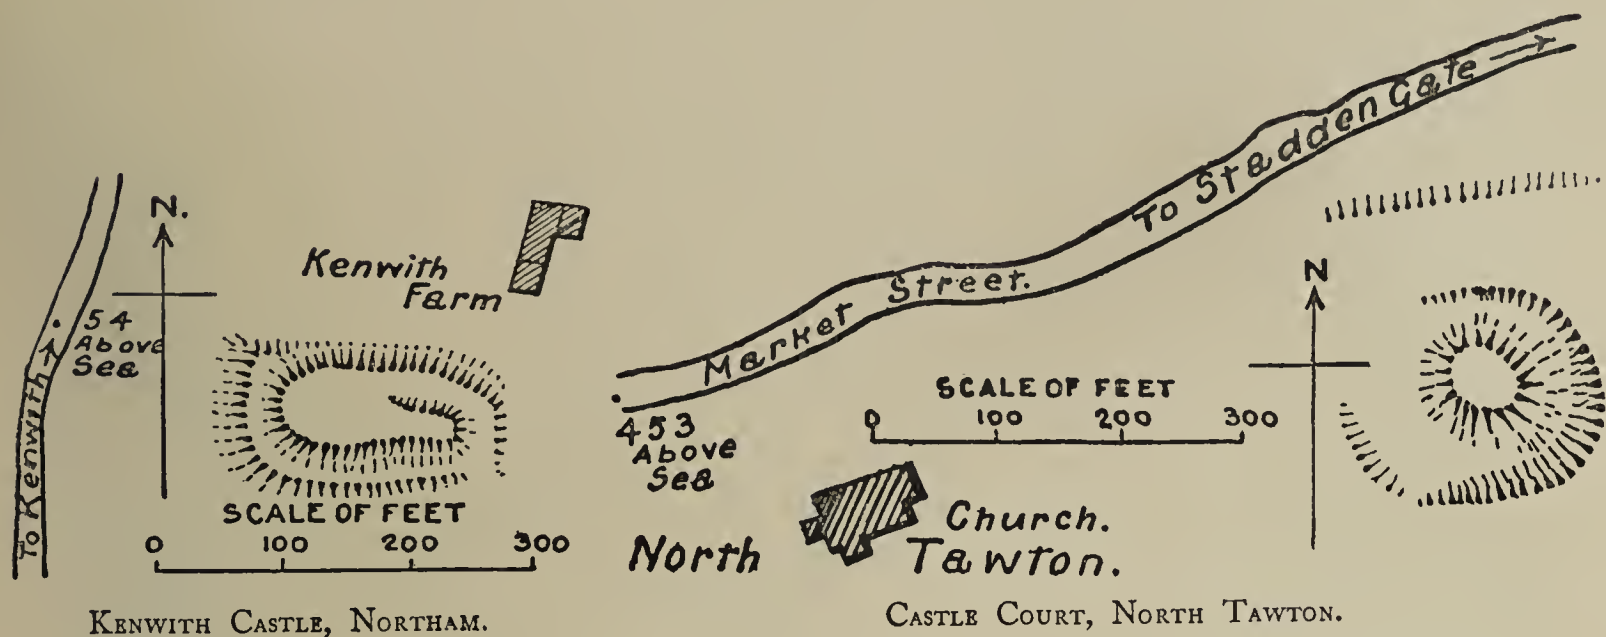 N.
Kenwith
Farm
54
Above
Sea
To Kenwith
SCALE OF FEET
0 100 200 300
KENWITH CASTLE, NORTHAM.
To Stadden Gate
Market Street.
N
453
Above
Sea
SCALE OF FEET
0 100 200 300
Church.
North Tawton.
CASTLE COURT, NORTH TAWTON.